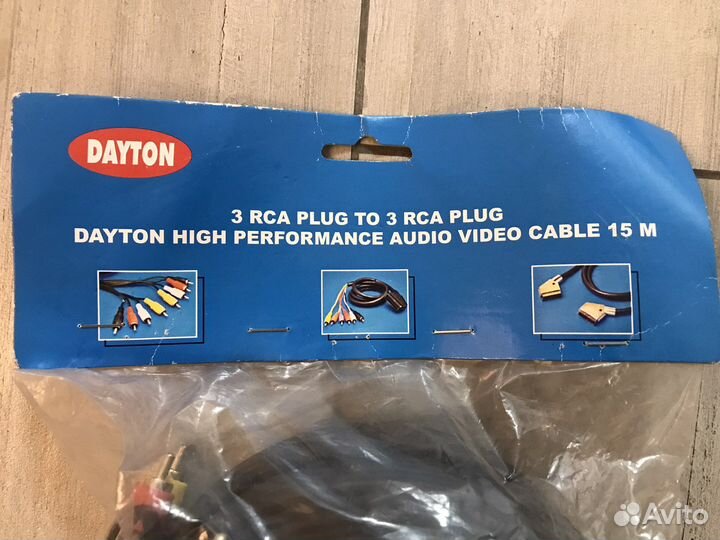 DAYTON
3 RCA PLUG TO 3 RCA PLUG
DAYTON HIGH PERFORMANCE AUDIO VIDEO CABLE 15 M
Avito